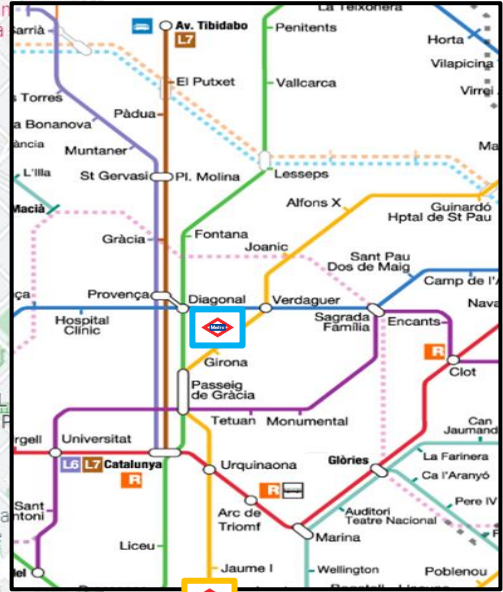 La Teixonera
Av. Tibidabo
L7
Penitents
Horta
Vilapicina
El Putxet
Vallcarca
Torres
Pàdua
Bonanova
Muntaner
L'Illa
St Gervasi
Pl. Molina
Lesseps
Macià
Alfons X
Guinardó
Hptal de St Pau
Gràcia
Fontana
Joanic
Sant Pau
Dos de Maig
Camp de l'
Provença
Diagonal
Verdaguer
Hospital
Clínic
Metro
Sagrada
Família
Encants
R
Girona
Clot
Passeig
de Gràcia
Tetuan
Monumental
Can
Jaumand
Universitat
L6 L7 Catalunya
R
Urquinaona
Glòries
La Farinera
Ca l'Aranyó
R
Sant
Arc de
Triomf
Auditori
Teatre Nacional
Pere IV
Marina
Liceu
Jaume I
Wellington
Poblenou